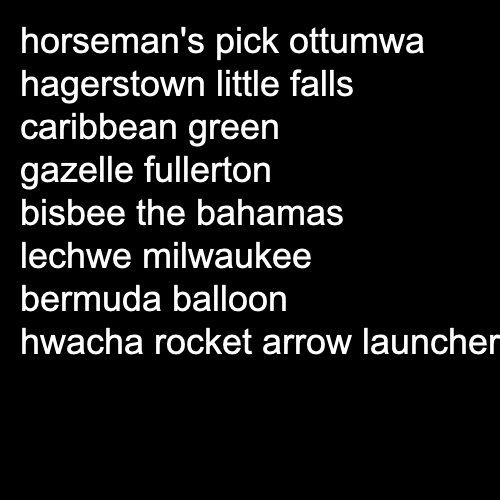 horseman's pick ottumwa
hagerstown little falls
caribbean green
gazelle fullerton
bisbee the bahamas
lechwe milwaukee
bermuda balloon
hwacha rocket arrow launcher